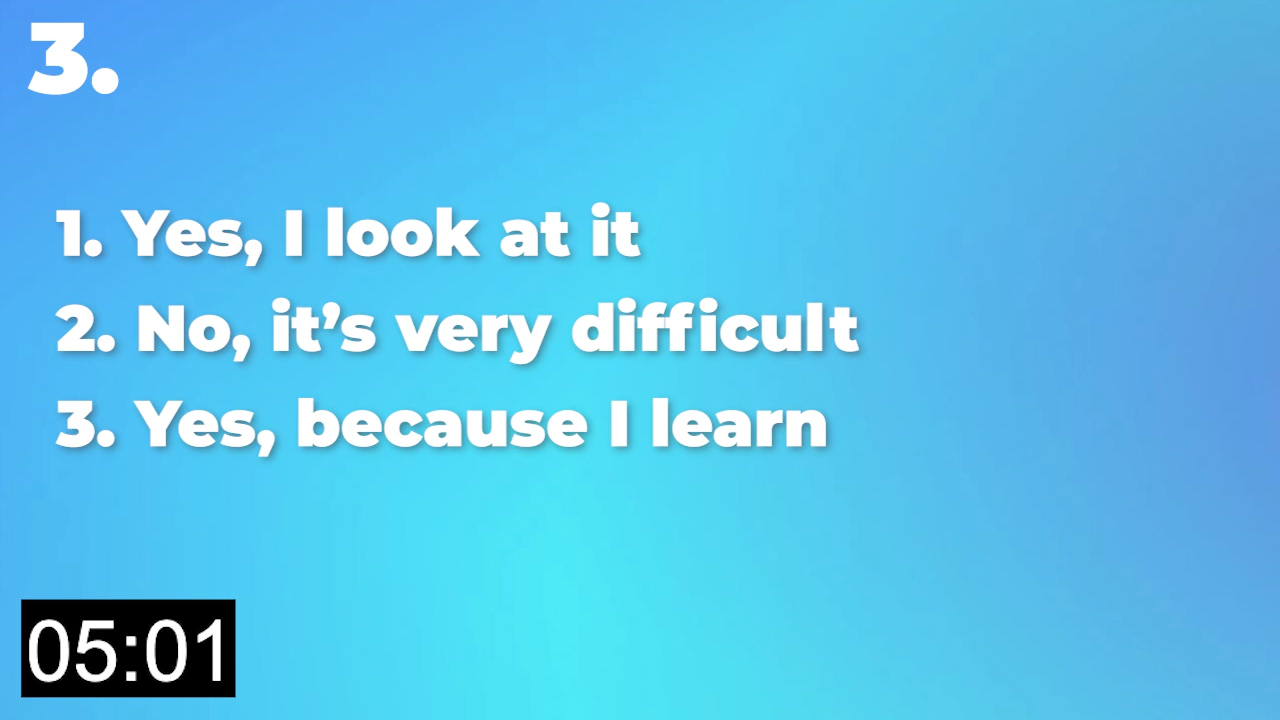 3.
1. Yes, I look at it
2. No, it’s very difficult
3. Yes, because I learn
05:01